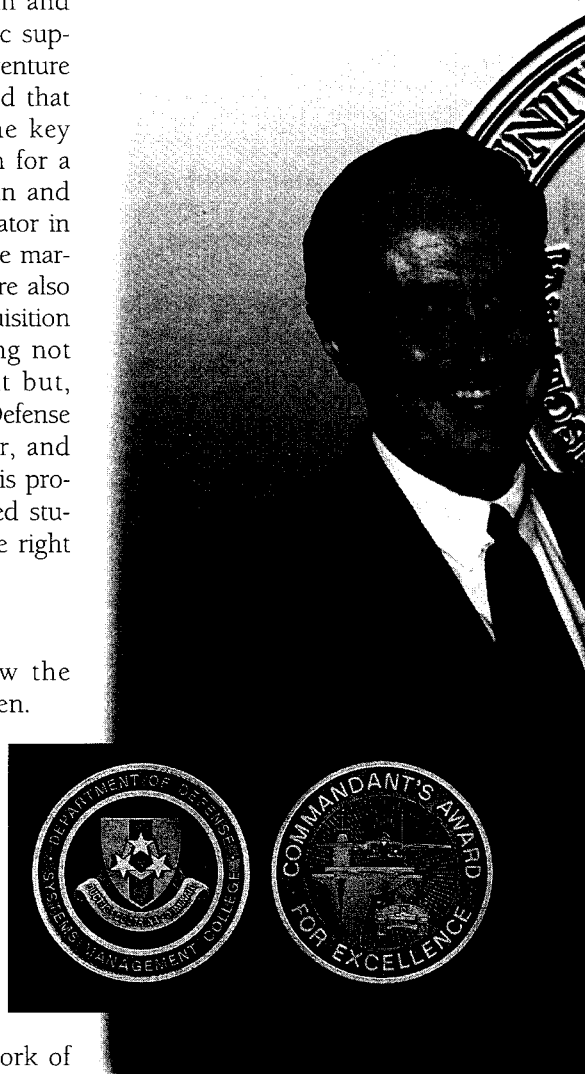 n and
c sup-
enture
d that
ne key
n for a
n and
ator in
e mar-
re also
uisition
ng not
t but,
Defense
r, and
is pro-
ed stu-
e right
w the
en.
DEPARTMENT OF DEFENSE
SYSTEMS MANAGEMENT COLLEGE
COMMANDANT'S AWARD
FOR EXCELLENCE
ork of